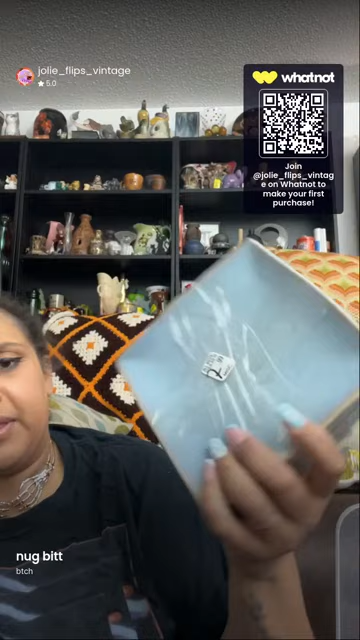 jolie_flips_vintage
5.0
whatnot
Join
@jolie_flips_vintag
e on Whatnot to
make your first
purchase!
nug bitt
btch